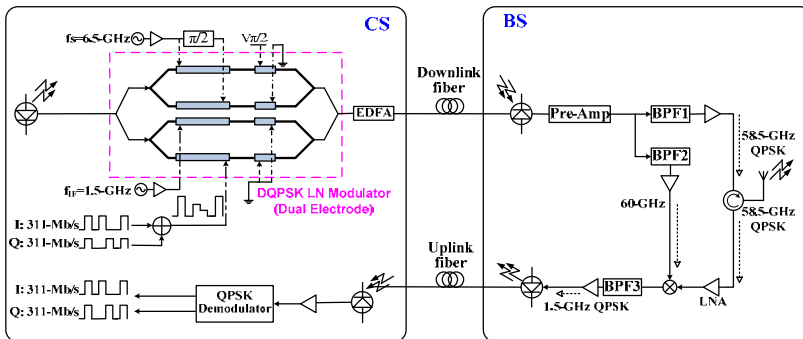 CS
BS
fs=6.5-GHz
π/2
Vπ/2
Downlink
fiber
EDFA
Pre-Amp
BPF1
BPF2
58.5-GHz
QPSK
58.5-GHz
QPSK
60-GHz
fIF=1.5-GHz
DQPSK LN Modulator
(Dual Electrode)
I: 311-Mb/s
Q: 311-Mb/s
Uplink
fiber
I: 311-Mb/s
Q: 311-Mb/s
QPSK
Demodulator
BPF3
1.5-GHz QPSK
LNA